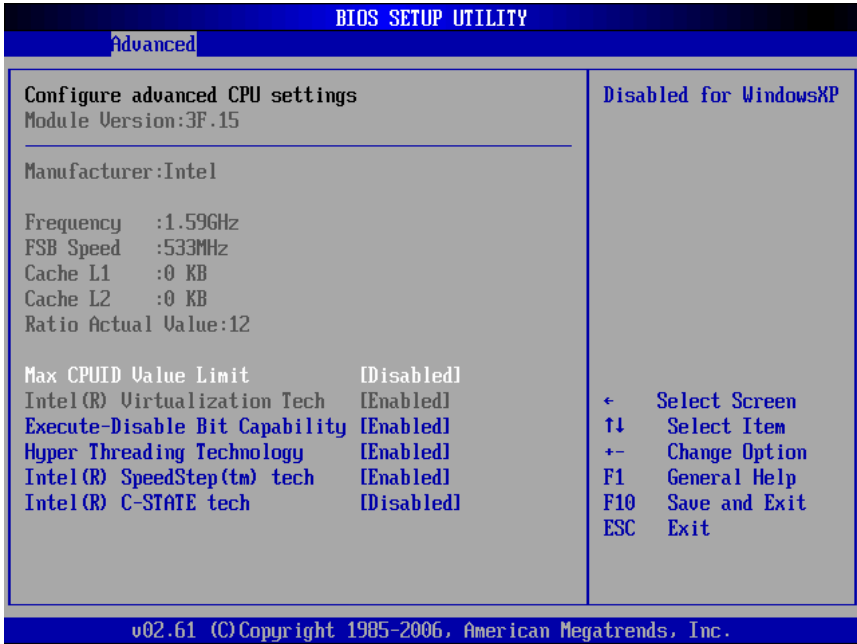 BIOS SETUP UTILITY
Advanced
Configure advanced CPU settings
Module Version:3F.15
Manufacturer:Intel
Frequency :1.59GHz
FSB Speed :533MHz
Cache L1 :0 KB
Cache L2 :0 KB
Ratio Actual Value:12
Max CPUID Value Limit [Disabled]
Intel(R) Virtualization Tech [Enabled]
Execute-Disable Bit Capability [Enabled]
Hyper Threading Technology [Enabled]
Intel(R) SpeedStep(tm) tech [Enabled]
Intel(R) C-STATE tech [Disabled]
Disabled for WindowsXP
← Select Screen
↑↓ Select Item
+- Change Option
F1 General Help
F10 Save and Exit
ESC Exit
v02.61 (C)Copyright 1985-2006, American Megatrends, Inc.